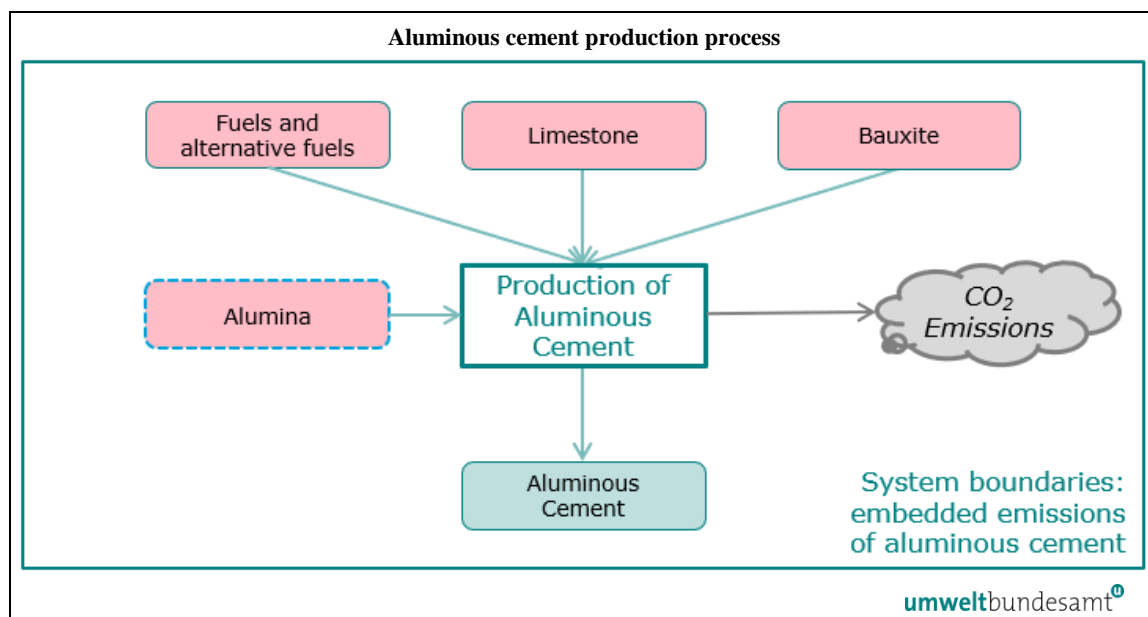 Aluminous cement production process
Fuels and
alternative fuels
Limestone
Bauxite
Alumina
Production of
Aluminous
Cement
CO₂
Emissions
Aluminous
Cement
System boundaries:
embedded emissions
of aluminous cement
umweltbundesamt u